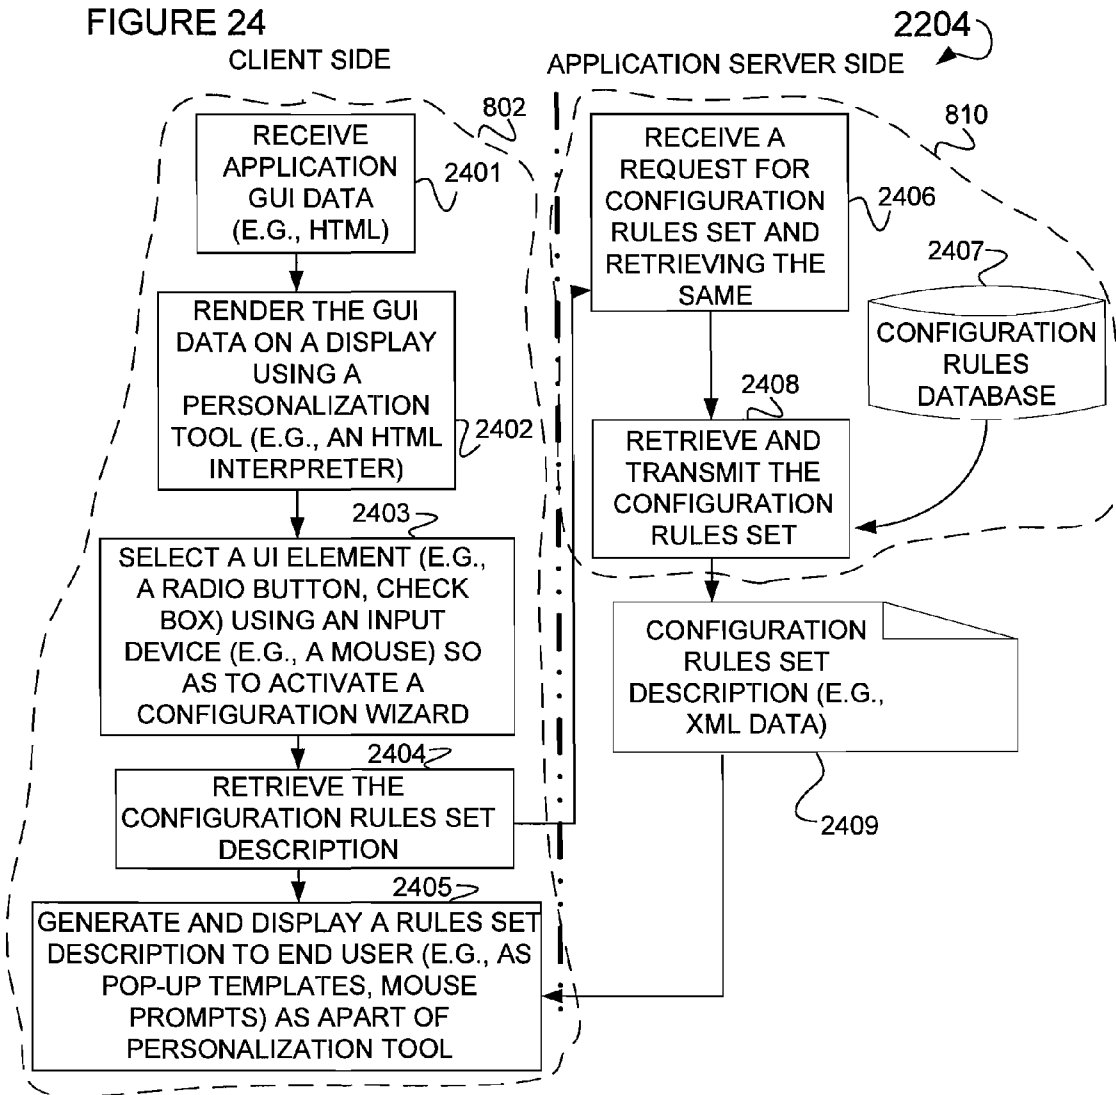 FIGURE 24
2204
CLIENT SIDE
APPLICATION SERVER SIDE
802
RECEIVE
APPLICATION
GUI DATA
(E.G., HTML)
2401
RENDER THE GUI
DATA ON A DISPLAY
USING A
PERSONALIZATION
TOOL (E.G., AN HTML
INTERPRETER)
2402
2403
SELECT A UI ELEMENT (E.G.,
A RADIO BUTTON, CHECK
BOX) USING AN INPUT
DEVICE (E.G., A MOUSE) SO
AS TO ACTIVATE A
CONFIGURATION WIZARD
2404
RETRIEVE THE
CONFIGURATION RULES SET
DESCRIPTION
2405
GENERATE AND DISPLAY A RULES SET
DESCRIPTION TO END USER (E.G., AS
POP-UP TEMPLATES, MOUSE
PROMPTS) AS APART OF
PERSONALIZATION TOOL
810
RECEIVE A
REQUEST FOR
CONFIGURATION
RULES SET AND
RETRIEVING THE
SAME
2406
2407
CONFIGURATION
RULES
DATABASE
2408
RETRIEVE AND
TRANSMIT THE
CONFIGURATION
RULES SET
CONFIGURATION
RULES SET
DESCRIPTION (E.G.,
XML DATA)
2409